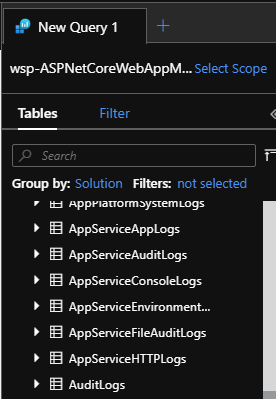 New Query 1
wsp-ASPNetCoreWebAppM... Select Scope
Tables Filter
Search
Group by: Solution Filters: not selected
AppPlatformSystemLogs
AppServiceAppLogs
AppServiceAuditLogs
AppServiceConsoleLogs
AppServiceEnvironment...
AppServiceFileAuditLogs
AppServiceHTTPLogs
AuditLogs